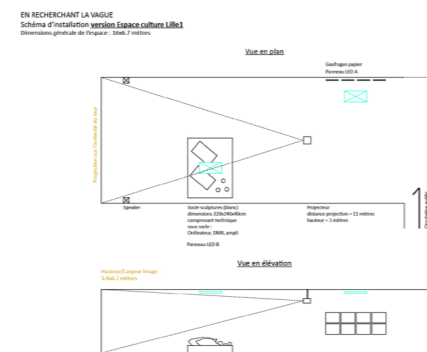 EN RECHERCHANT LA VAGUE
Schéma d'installation version Espace culture Lille1
Dimensions générale de l'espace : 16x6.7 mètres
Vue en plan
Gaufrages papier
Panneau LED A
Projection sur l'entièreté du mur
Speaker
Socle sculptures (blanc)
dimensions 320x240x40cm
comprenant technique
sous socle :
Ordinateur, DMX, ampli
Panneau LED B
Projecteur
distance projection = 11 mètres
hauteur = 3 mètres
Circulation
Vue en élévation
Hauteur/Largeur image:
3.4x6.7 mètres